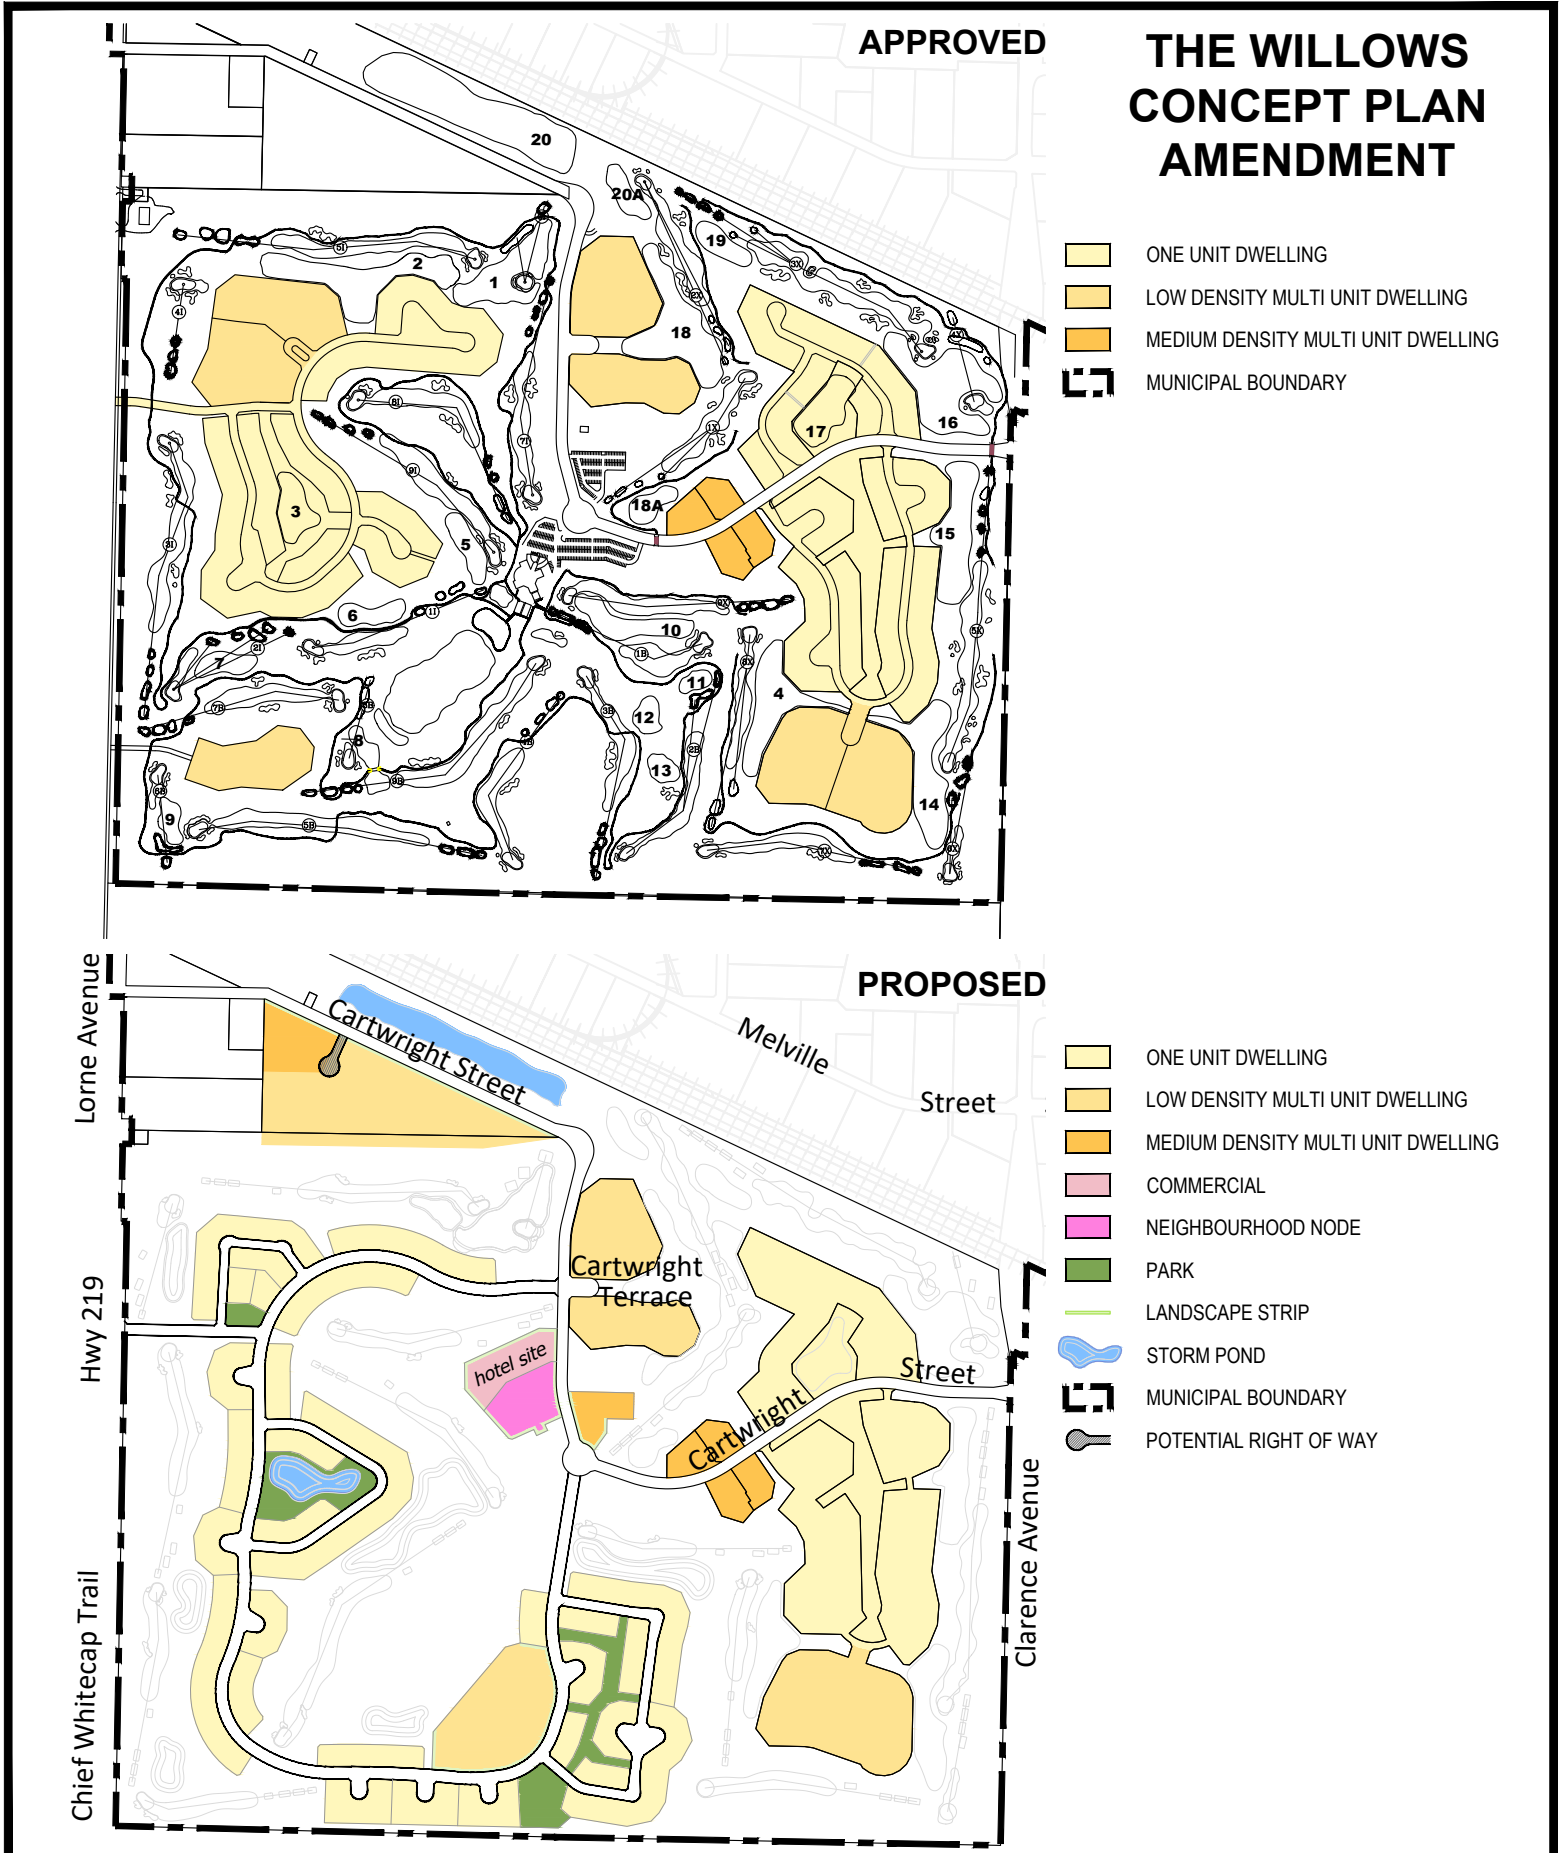 APPROVED
THE WILLOWS
CONCEPT PLAN
AMENDMENT
ONE UNIT DWELLING
LOW DENSITY MULTI UNIT DWELLING
MEDIUM DENSITY MULTI UNIT DWELLING
MUNICIPAL BOUNDARY
20
20A
19
2
1
18
17
16
18A
3
5
15
6
10
7
11
4
12
8
13
9
14
PROPOSED
Lorne Avenue
Cartwright Street
Melville
Street
Hwy 219
Cartwright
Terrace
hotel site
Street
Cartwright
Clarence Avenue
Chief Whitecap Trail
ONE UNIT DWELLING
LOW DENSITY MULTI UNIT DWELLING
MEDIUM DENSITY MULTI UNIT DWELLING
COMMERCIAL
NEIGHBOURHOOD NODE
PARK
LANDSCAPE STRIP
STORM POND
MUNICIPAL BOUNDARY
POTENTIAL RIGHT OF WAY